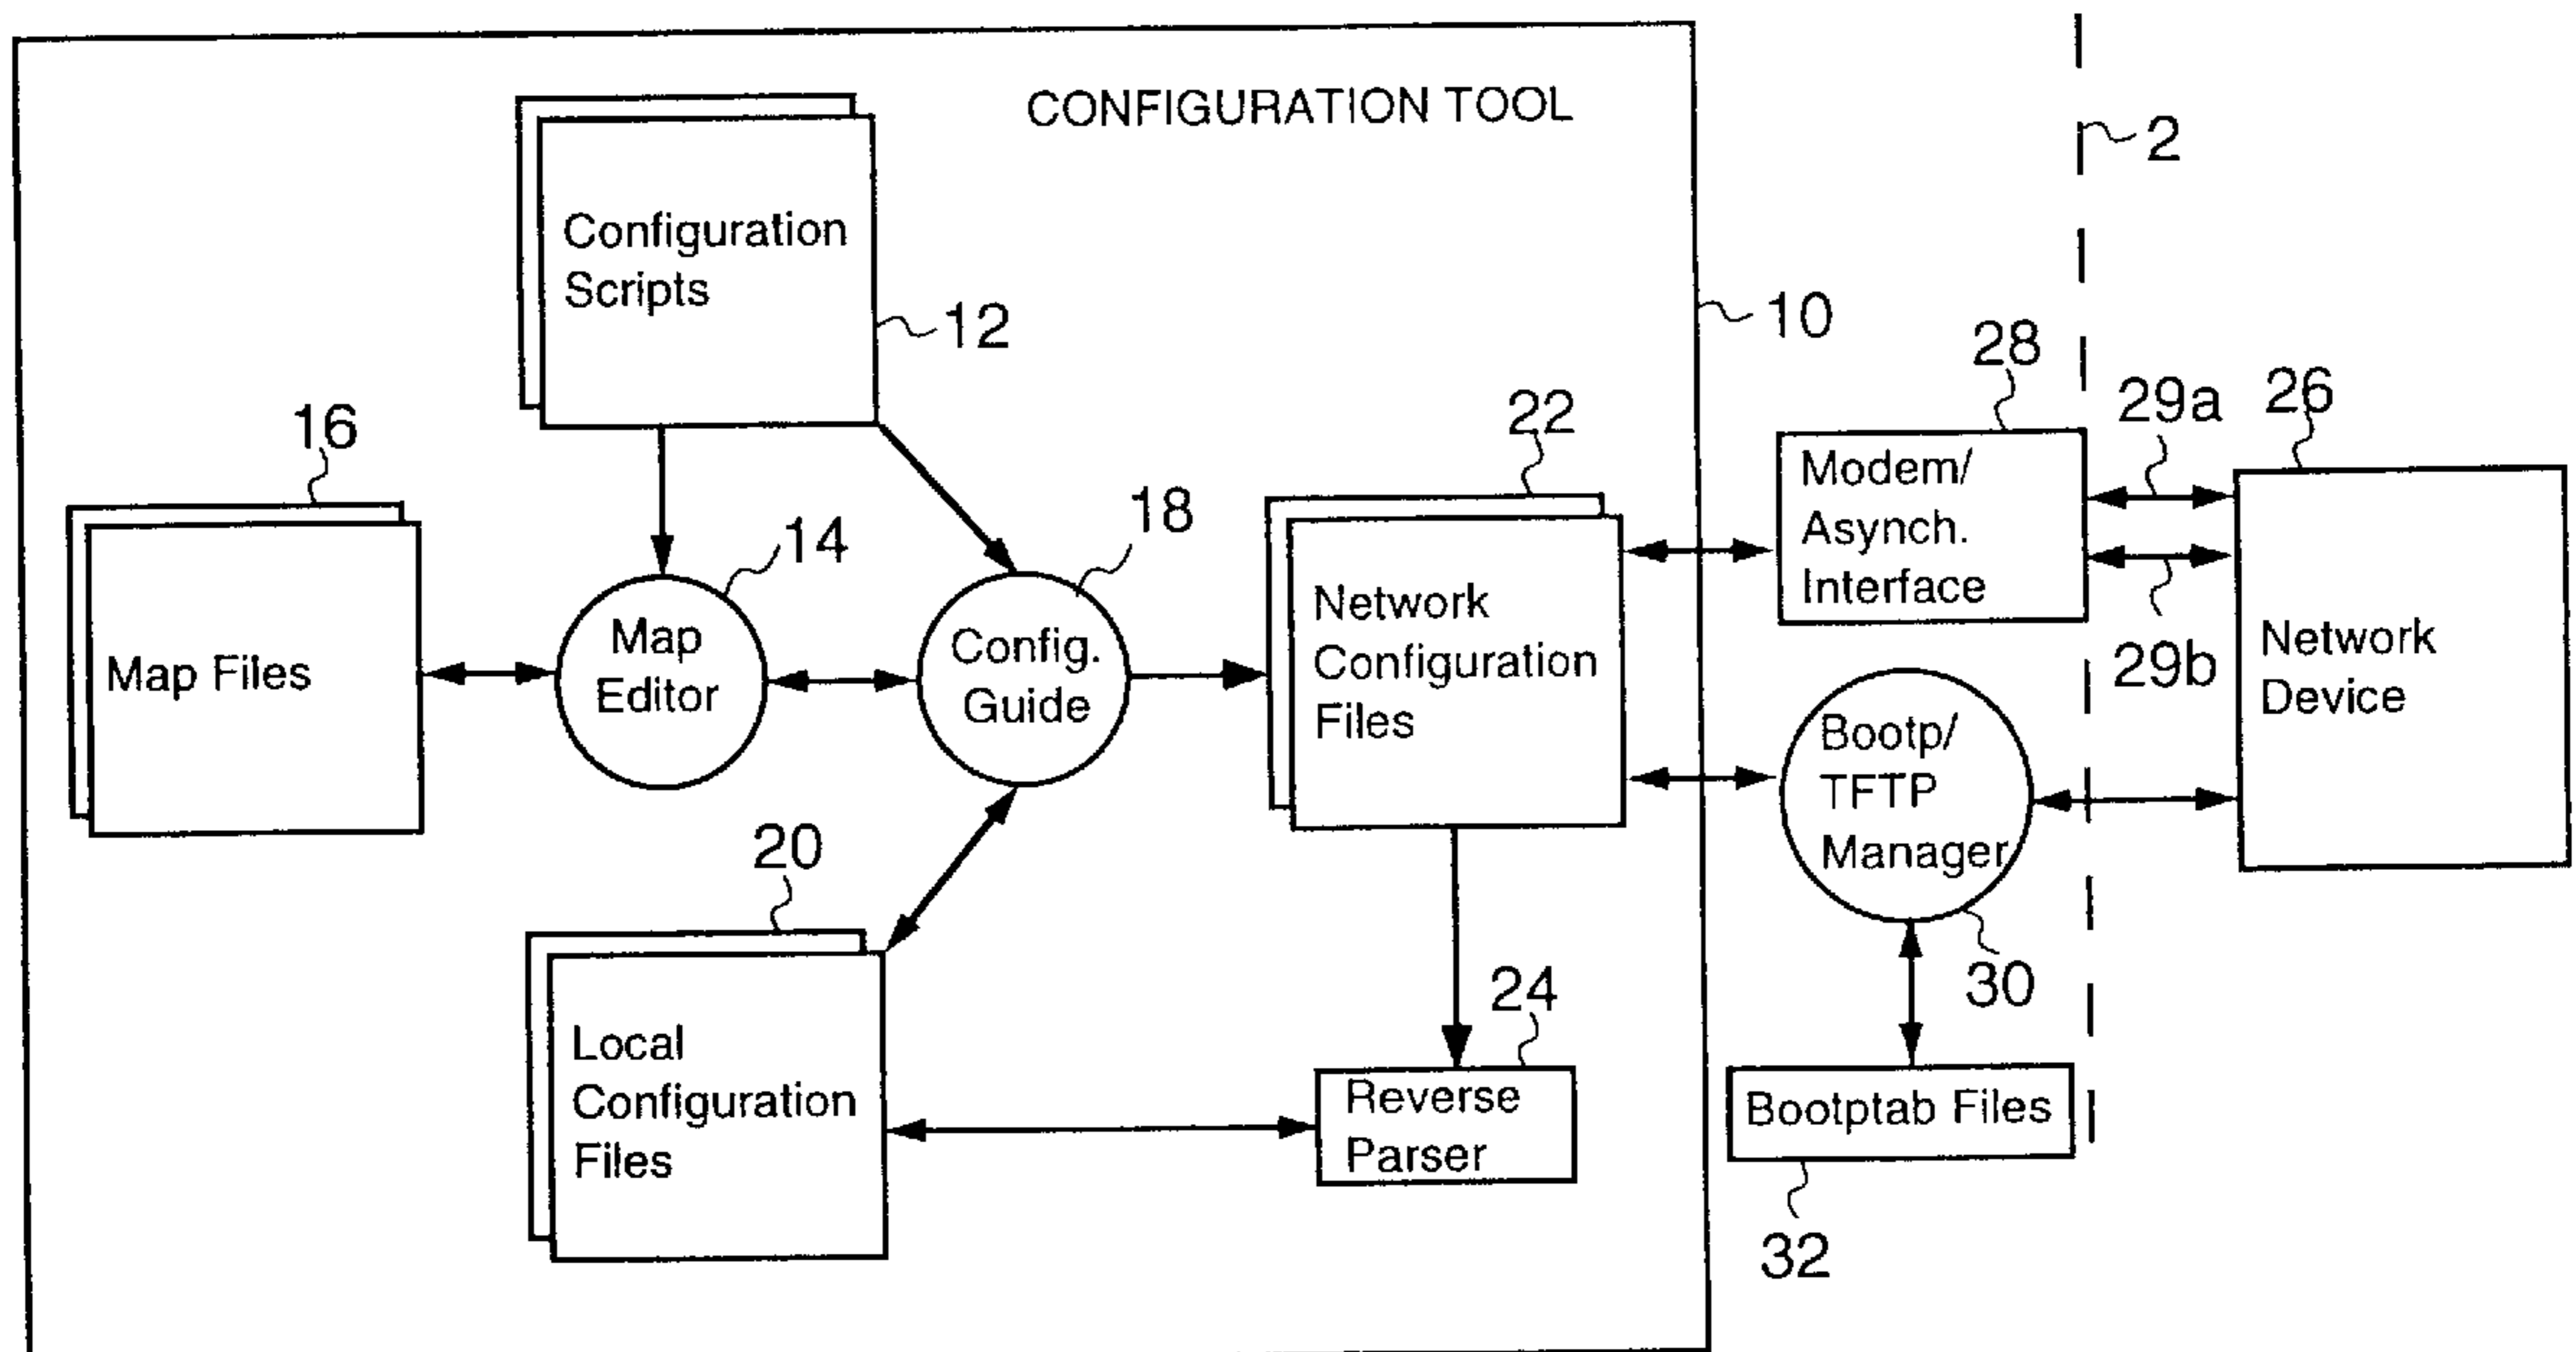 CONFIGURATION TOOL
2
Configuration
Scripts
12
10
28
29a
26
16
14
18
22
Map Files
Map
Editor
Config.
Guide
Network
Configuration
Files
Modem/
Asynch.
Interface
29b
Network
Device
Bootp/
TFTP
Manager
30
20
Local
Configuration
Files
24
Reverse
Parser
Bootptab Files
32